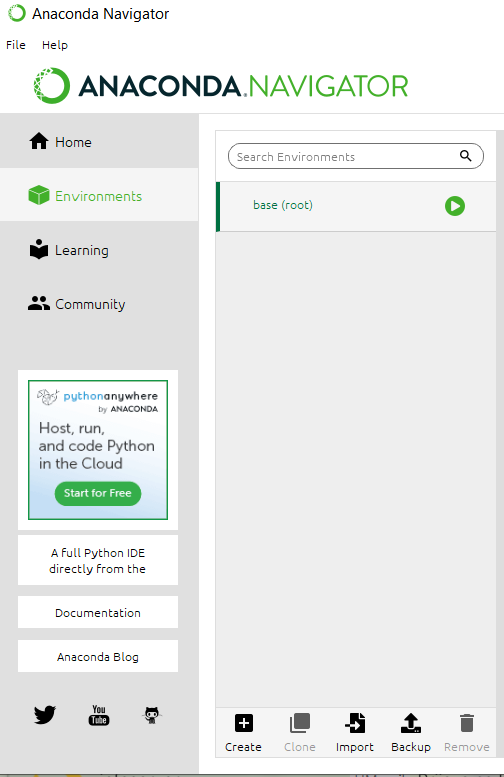 Anaconda Navigator
File Help
ANACONDA.NAVIGATOR
Home
Environments
Learning
Community
Search Environments
base (root)
pythonanywhere
by ANACONDA
Host, run,
and code Python
in the Cloud
Start for Free
A full Python IDE
directly from the
Documentation
Anaconda Blog
You
Tube
Create Clone Import Backup Remove